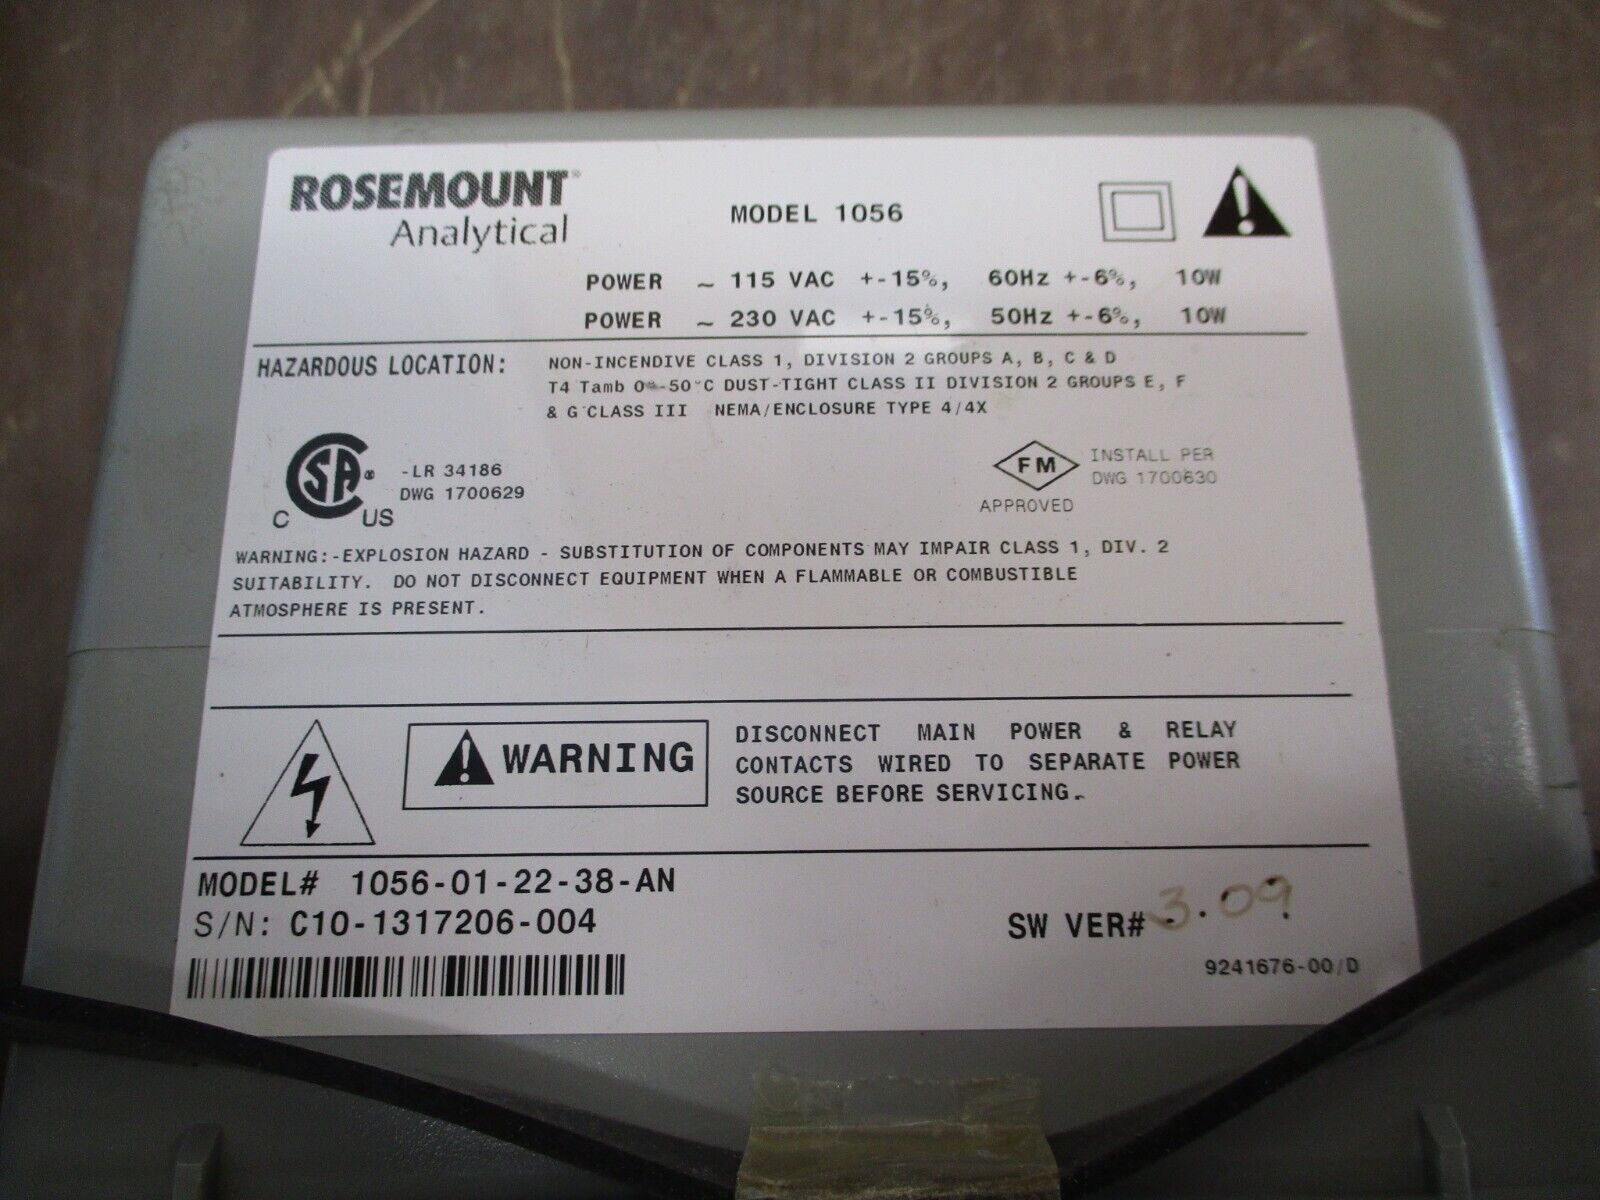 ROSEMOUNT®
Analytical
MODEL 1056
POWER ~ 115 VAC +-15%, 60Hz +-6%, 10W
POWER ~ 230 VAC +-15%, 50Hz +-6%, 10W
HAZARDOUS LOCATION: NON-INCENDIVE CLASS 1, DIVISION 2 GROUPS A, B, C & D
T4 Tamb 0°-50°C DUST-TIGHT CLASS II DIVISION 2 GROUPS E, F
& G CLASS III NEMA/ENCLOSURE TYPE 4/4X
C SA® US
-LR 34186
DWG 1700629
FM
APPROVED
INSTALL PER
DWG 1700630
WARNING:-EXPLOSION HAZARD - SUBSTITUTION OF COMPONENTS MAY IMPAIR CLASS 1, DIV. 2
SUITABILITY. DO NOT DISCONNECT EQUIPMENT WHEN A FLAMMABLE OR COMBUSTIBLE
ATMOSPHERE IS PRESENT.
WARNING
DISCONNECT MAIN POWER & RELAY
CONTACTS WIRED TO SEPARATE POWER
SOURCE BEFORE SERVICING.
MODEL# 1056-01-22-38-AN
S/N: C10-1317206-004
SW VER# 3.09
9241676-00/D